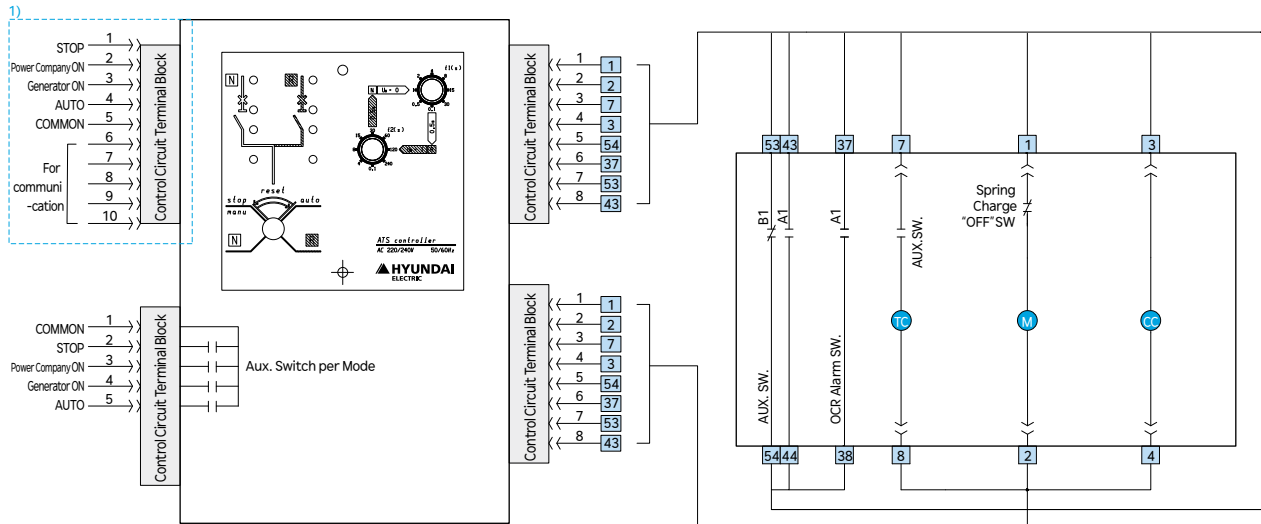 1)
STOP 1
Power Company ON 2
Generator ON 3
AUTO 4
COMMON 5
6
7
8
9
10
For
communi
-cation
Control Circuit Terminal Block
N
reset
stop
auto
manu
N
ATS controller
AC 220/240V 50/60Hz
HYUNDAI
ELECTRIC
Control Circuit Terminal Block
1 1
2 2
3 7
4 3
5 54
6 37
7 53
8 43
COMMON 1
STOP 2
Power Company ON 3
Generator ON 4
AUTO 5
Control Circuit Terminal Block
Aux. Switch per Mode
Control Circuit Terminal Block
1 1
2 2
3 7
4 3
5 54
6 37
7 53
8 43
53 43 37 7 1 3
B1
A1
A1
AUX.SW.
Spring
Charge
"OFF"SW
TC
M
CC
AUX. SW.
OCR Alarm SW.
54 44 38 8 2 4